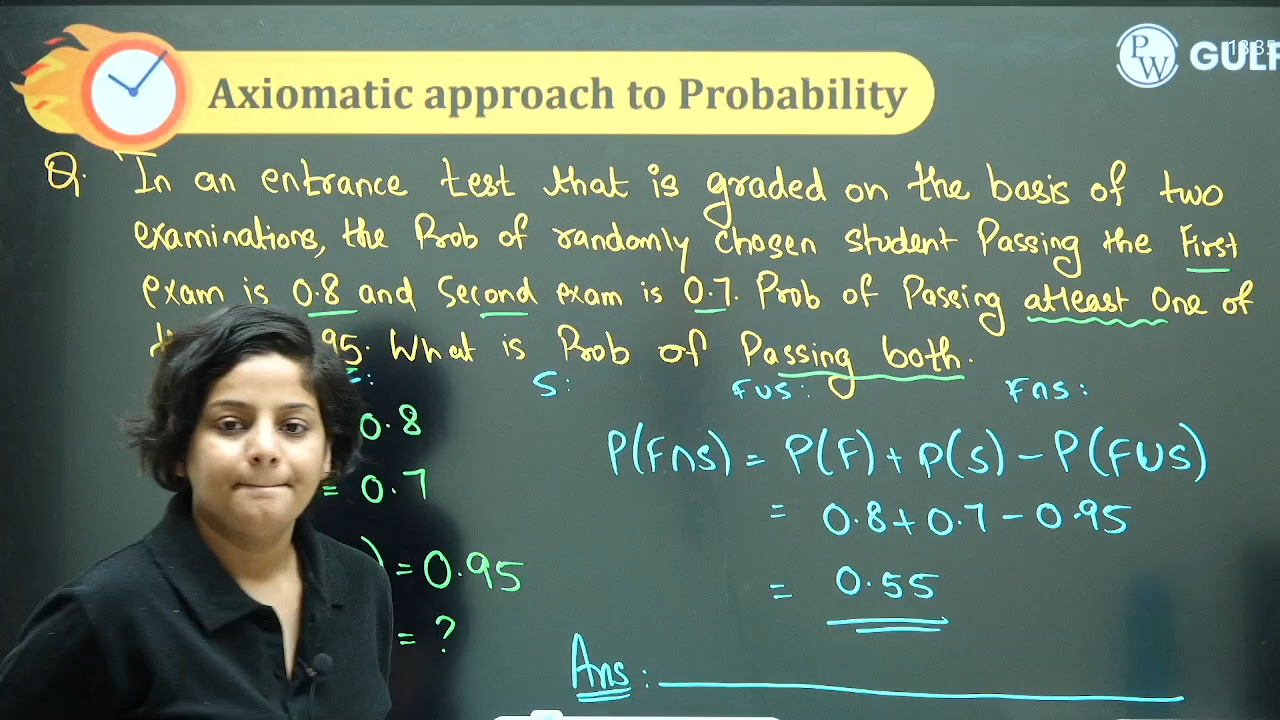 Axiomatic approach to Probability
PW GULF
Q. In an entrance test that is graded on the basis of two
examinations, the Prob of randomly chosen student Passing the First
exam is 0.8 and Second exam is 0.7. Prob of Passing atleast One of
95. What is Prob of Passing both.
S: FUS: F∩S:
0.8
= 0.7
) = 0.95
= ?
P(F∩S) = P(F) + P(S) - P(FUS)
= 0.8 + 0.7 - 0.95
= 0.55
Ans: